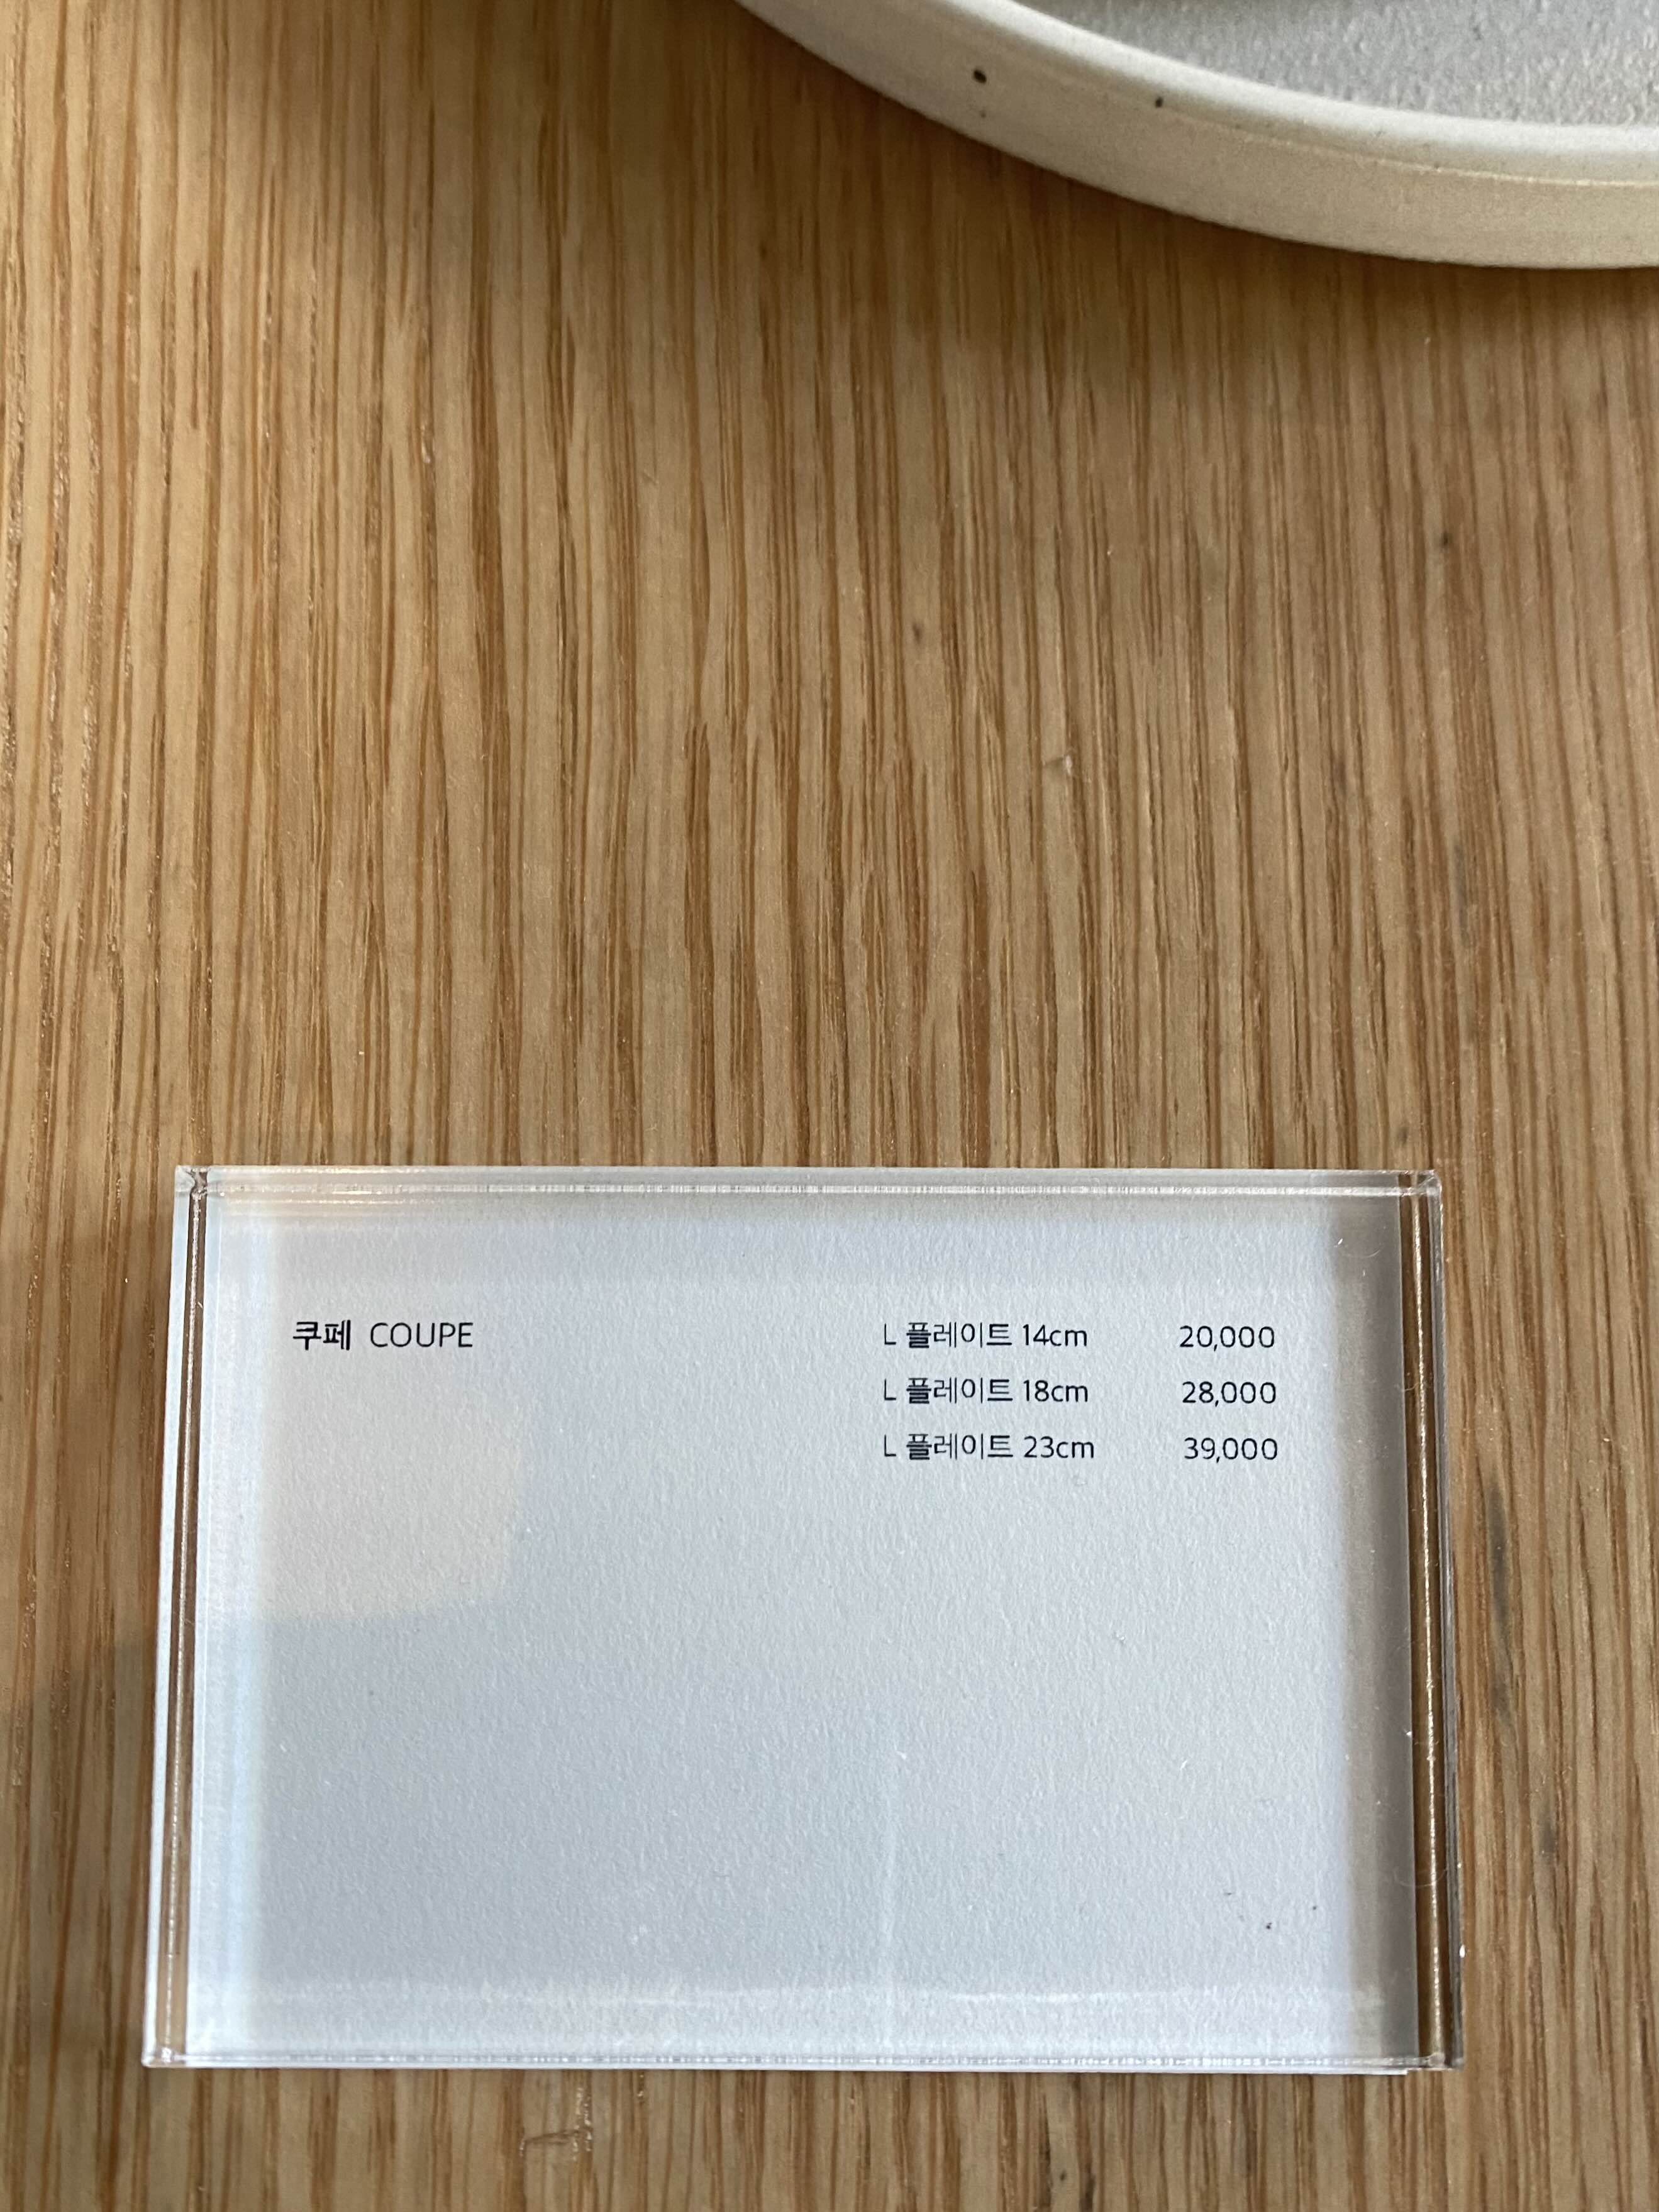 쿠페 COUPE
L 플레이트 14cm 20,000
L 플레이트 18cm 28,000
L 플레이트 23cm 39,000